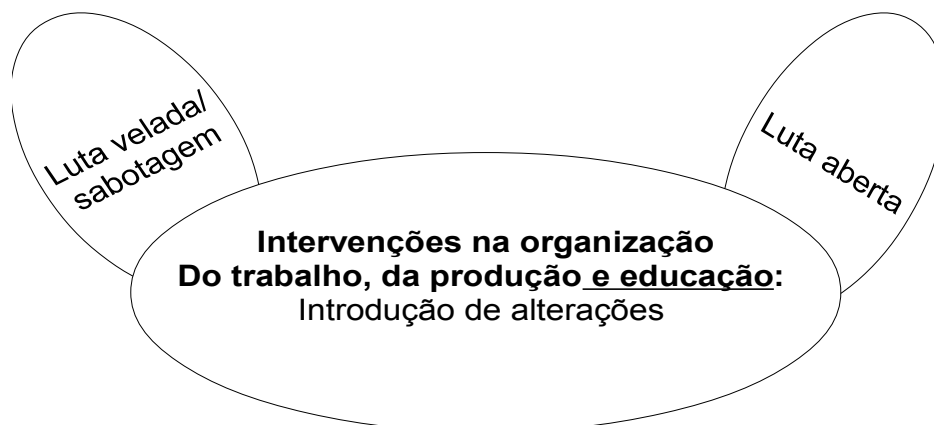 Luta velada/
sabotagem
Luta aberta
Intervenções na organização
Do trabalho, da produção e educação:
Introdução de alterações